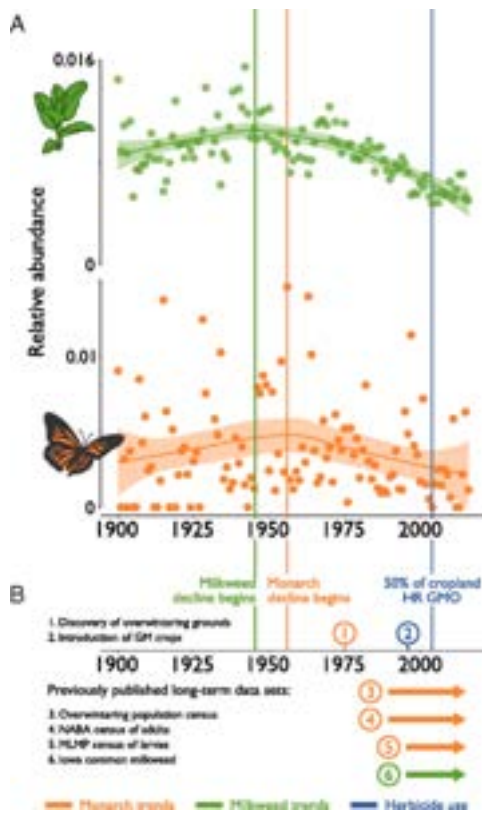 A
0.016
0
Relative abundance
0.01
0
1900 1925 1950 1975 2000
Milkweed decline begins
Monarch decline begins
50% of cropland HR GMO
B
1. Discovery of overwintering grounds
2. Introduction of GM crops
1 2
1900 1925 1950 1975 2000
Previously published long-term data sets:
3
3. Overwintering population census
4
4. NABA census of adults
5. MLMP census of larvae
5
6. Iowa common milkweed
6
Monarch trends Milkweed trends Herbicide use